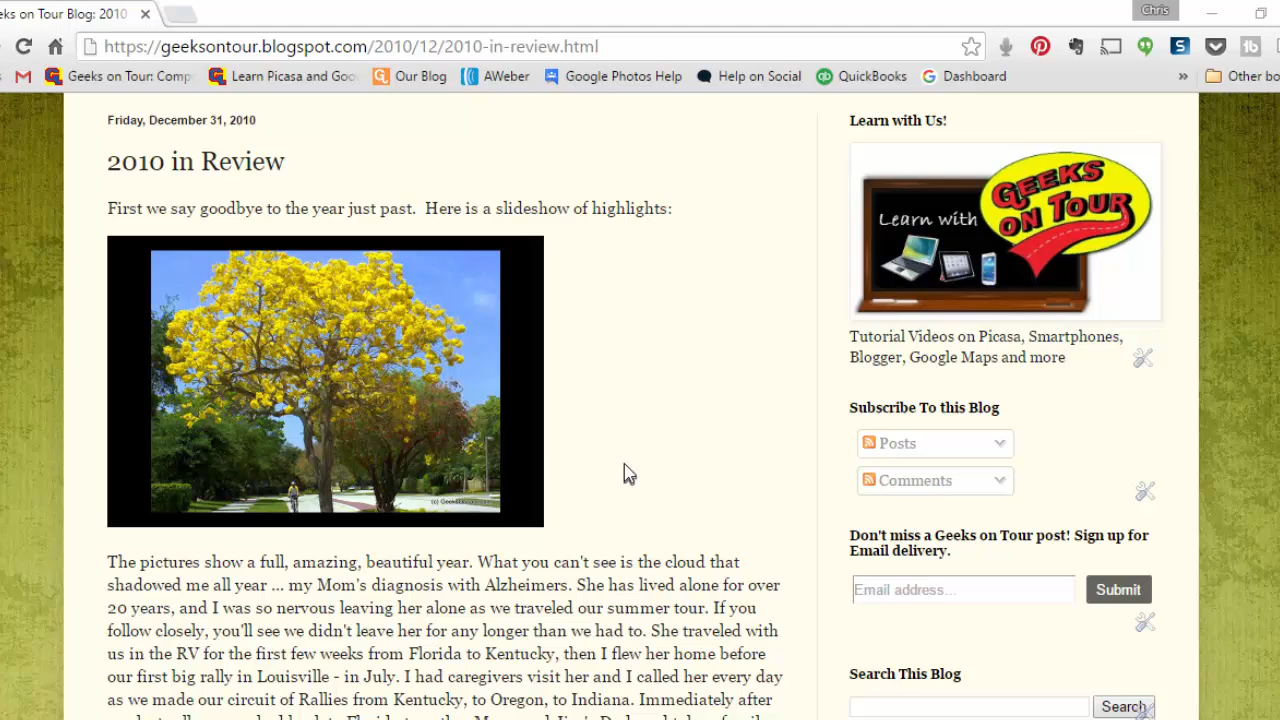 eks on Tour Blog: 2010
Chris
https://geeksontour.blogspot.com/2010/12/2010-in-review.html
Geeks on Tour: Comp
Learn Picasa and Goo
Our Blog
AWeber
Google Photos Help
Help on Social
QuickBooks
Dashboard
»
Other bo
Friday, December 31, 2010
2010 in Review
First we say goodbye to the year just past. Here is a slideshow of highlights:
The pictures show a full, amazing, beautiful year. What you can't see is the cloud that
shadowed me all year ... my Mom's diagnosis with Alzheimers. She has lived alone for over
20 years, and I was so nervous leaving her alone as we traveled our summer tour. If you
follow closely, you'll see we didn't leave her for any longer than we had to. She traveled with
us in the RV for the first few weeks from Florida to Kentucky, then I flew her home before
our first big rally in Louisville - in July. I had caregivers visit her and I called her every day
as we made our circuit of Rallies from Kentucky, to Oregon, to Indiana. Immediately after
Learn with Us!
Learn with
GEEKS
ON TOUR
Tutorial Videos on Picasa, Smartphones,
Blogger, Google Maps and more
Subscribe To this Blog
Posts
Comments
Don't miss a Geeks on Tour post! Sign up for
Email delivery.
Email address...
Submit
Search This Blog
Search